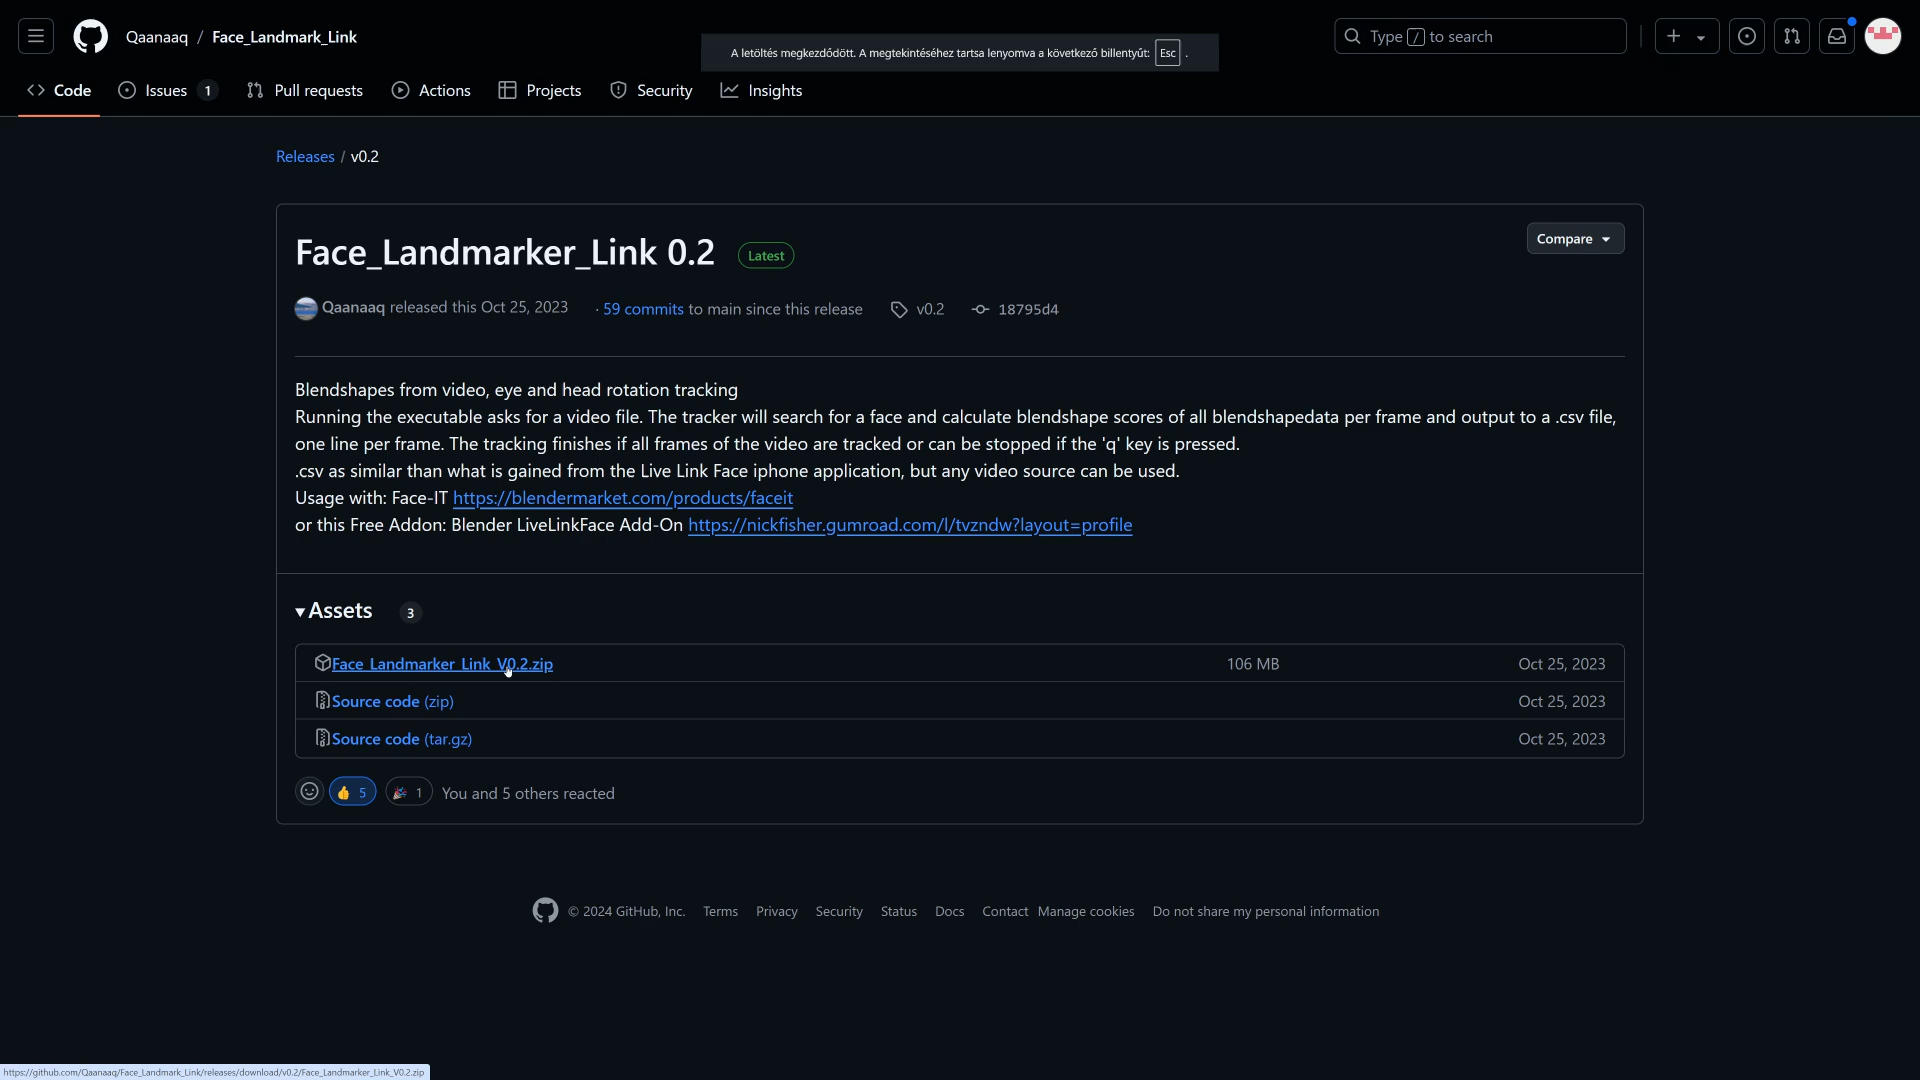 Qaanaaq / Face_Landmark_Link
A letöltés megkezdődött. A megtekintéséhez tartsa lenyomva a következő billentyűt: Esc .
Type / to search
Code Issues 1 Pull requests Actions Projects Security Insights
Releases / v0.2
Face_Landmarker_Link 0.2 Latest
Compare
Qaanaaq released this Oct 25, 2023 · 59 commits to main since this release v0.2 18795d4
Blendshapes from video, eye and head rotation tracking
Running the executable asks for a video file. The tracker will search for a face and calculate blendshape scores of all blendshapedata per frame and output to a .csv file,
one line per frame. The tracking finishes if all frames of the video are tracked or can be stopped if the 'q' key is pressed.
.csv as similar than what is gained from the Live Link Face iphone application, but any video source can be used.
Usage with: Face-IT https://blendermarket.com/products/faceit
or this Free Addon: Blender LiveLinkFace Add-On https://nickfisher.gumroad.com/l/tvzndw?layout=profile
Assets 3
Face_Landmarker_Link_V0.2.zip 106 MB Oct 25, 2023
Source code (zip) Oct 25, 2023
Source code (tar.gz) Oct 25, 2023
5 1 You and 5 others reacted
© 2024 GitHub, Inc. Terms Privacy Security Status Docs Contact Manage cookies Do not share my personal information
https://github.com/Qaanaaq/Face_Landmark_Link/releases/download/v0.2/Face_Landmarker_Link_V0.2.zip